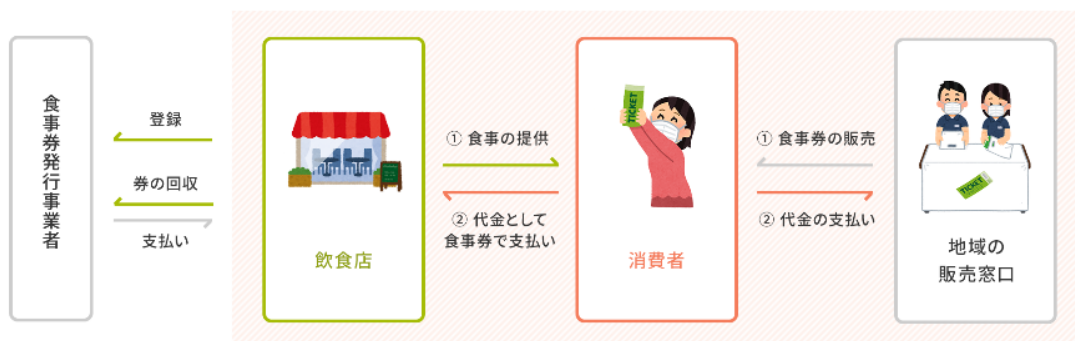 食事券発行事業者
登録
券の回収
支払い
飲食店
① 食事の提供
② 代金として
食事券で支払い
TICKET
消費者
① 食事券の販売
② 代金の支払い
TICKET
地域の
販売窓口